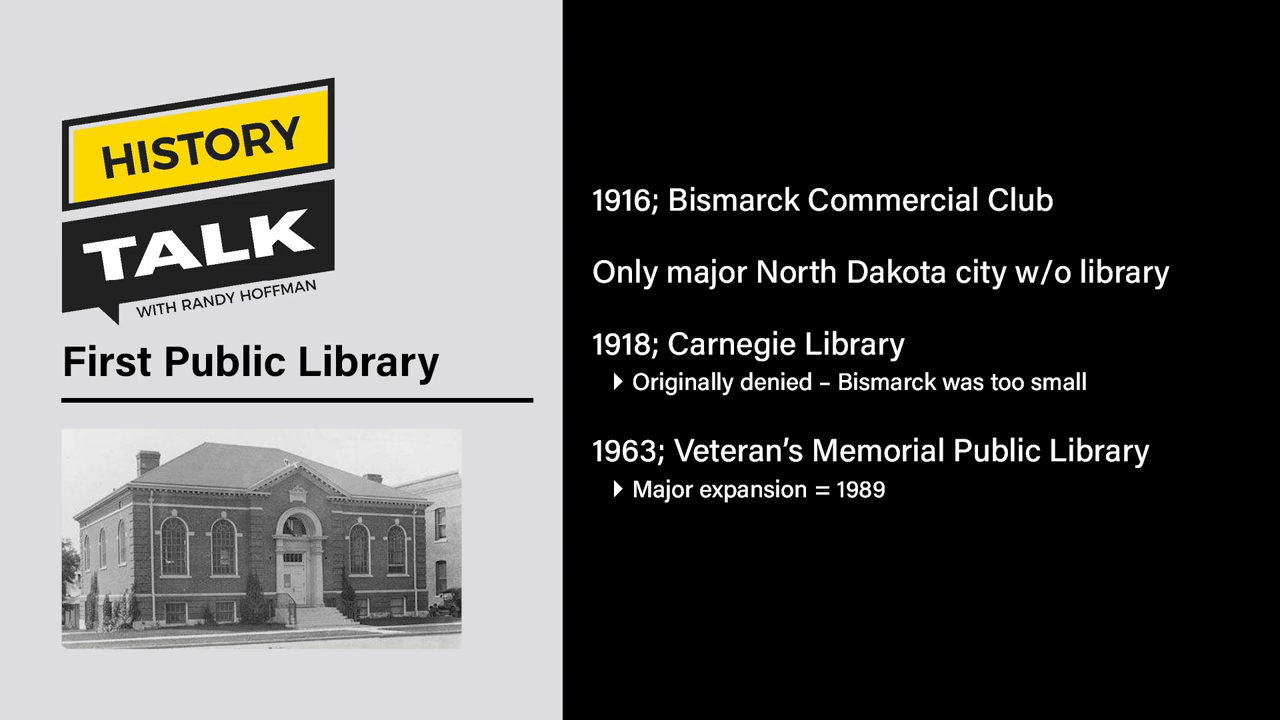 HISTORY
TALK
WITH RANDY HOFFMAN
First Public Library
1916; Bismarck Commercial Club
Only major North Dakota city w/o library
1918; Carnegie Library
Originally denied – Bismarck was too small
1963; Veteran’s Memorial Public Library
Major expansion = 1989